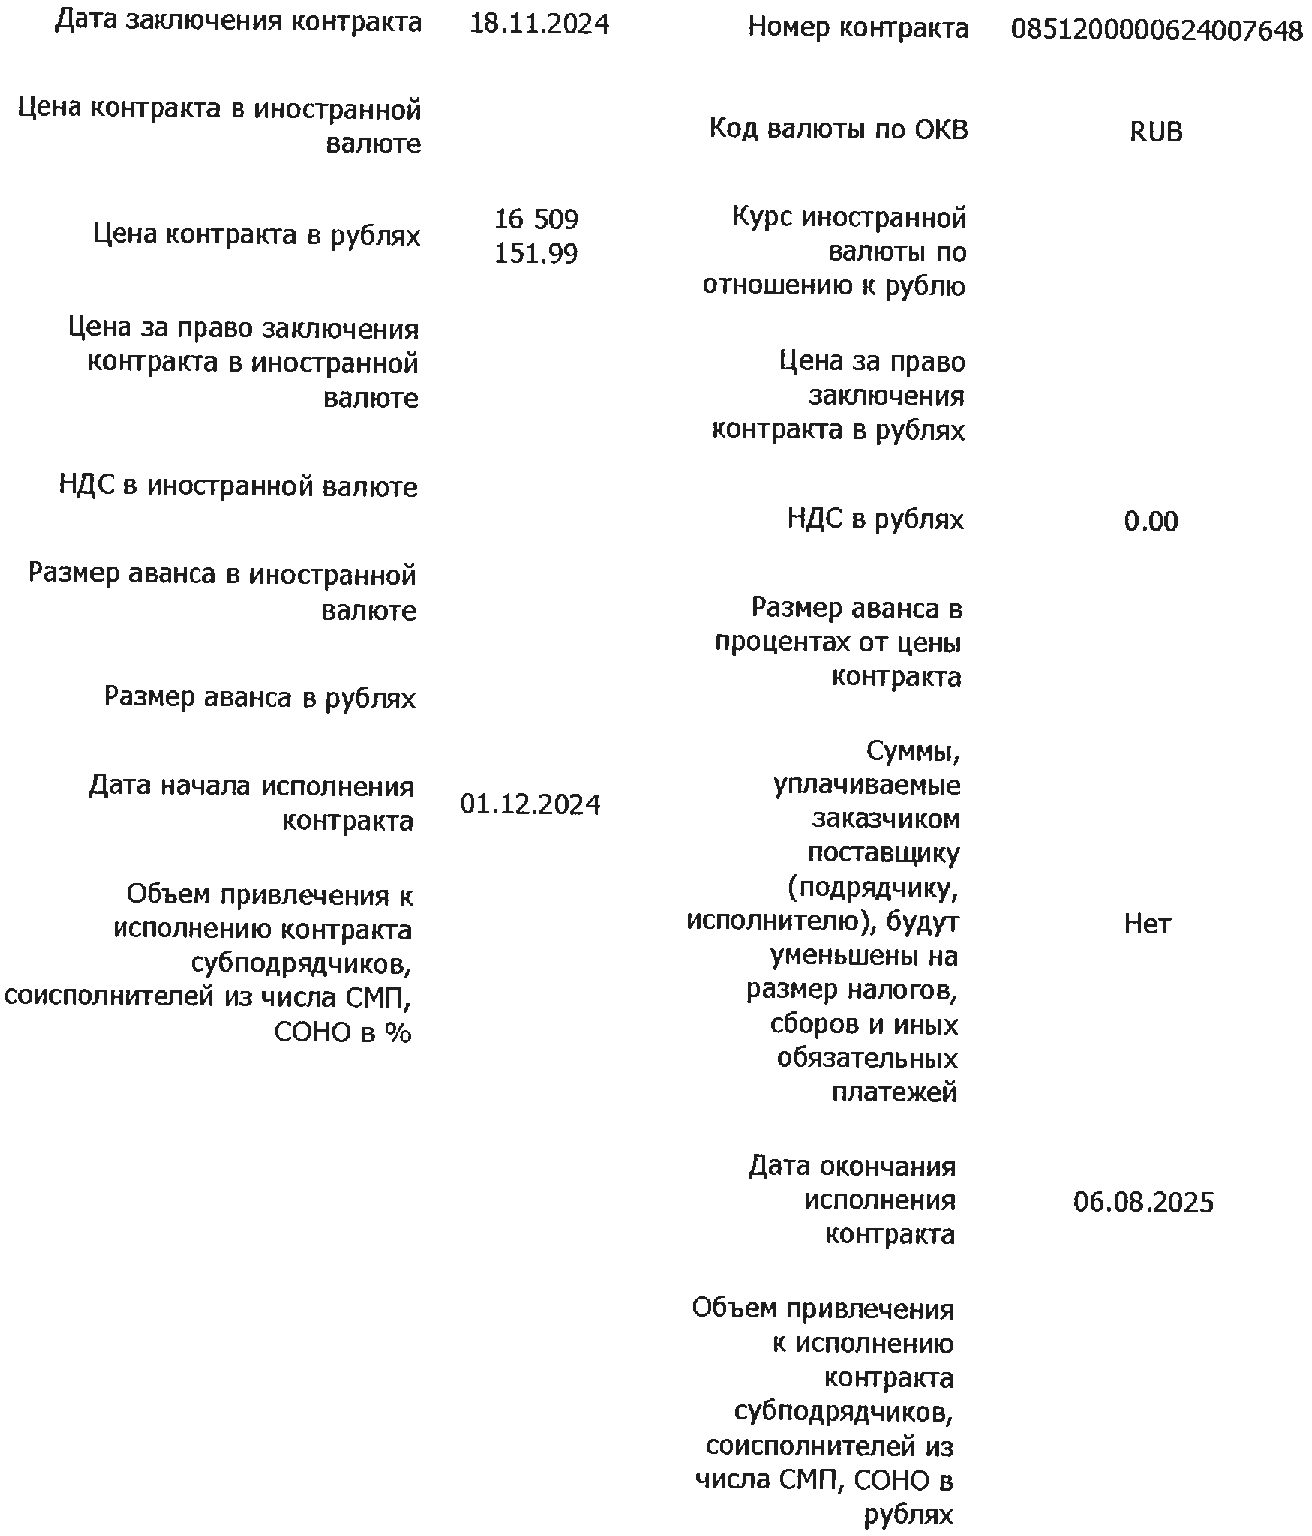 Дата заключения контракта 18.11.2024
Цена контракта в иностранной
валюте
Цена контракта в рублях
16 509
151.99
Цена за право заключения
контракта в иностранной
валюте
НДС в иностранной валюте
Размер аванса в иностранной
валюте
Размер аванса в рублях
Дата начала исполнения
контракта
01.12.2024
Объем привлечения к
исполнению контракта
субподрядчиков,
соисполнителей из числа СМП,
СОНО в %
Номер контракта 0851200000624007648
Код валюты по ОКВ RUB
Курс иностранной
валюты по
отношению к рублю
Цена за право
заключения
контракта в рублях
НДС в рублях 0.00
Размер аванса в
процентах от цены
контракта
Суммы,
уплачиваемые
заказчиком
поставщику
(подрядчику,
исполнителю), будут Нет
уменьшены на
размер налогов,
сборов и иных
обязательных
платежей
Дата окончания
исполнения 06.08.2025
контракта
Объем привлечения
к исполнению
контракта
субподрядчиков,
соисполнителей из
числа СМП, СОНО в
рублях